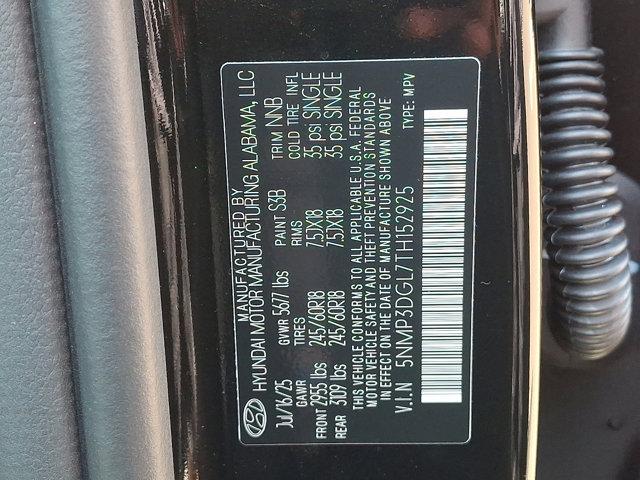 MANUFACTURED BY
HYUNDAI MOTOR MANUFACTURING ALABAMA, LLC
Jul/16/25 GVWR 5677 lbs PAINT S3B TRIM NNB
GAWR TIRES RIMS COLD TIRE INFL
FRONT 2955 lbs 245/60R18 7.5JX18 35 psi SINGLE
REAR 3109 lbs 245/60R18 7.5JX18 35 psi SINGLE
THIS VEHICLE CONFORMS TO ALL APPLICABLE U.S.A. FEDERAL
MOTOR VEHICLE SAFETY AND THEFT PREVENTION STANDARDS
IN EFFECT ON THE DATE OF MANUFACTURE SHOWN ABOVE
V.I.N 5NMP3DGL7TH152925 TYPE: MPV